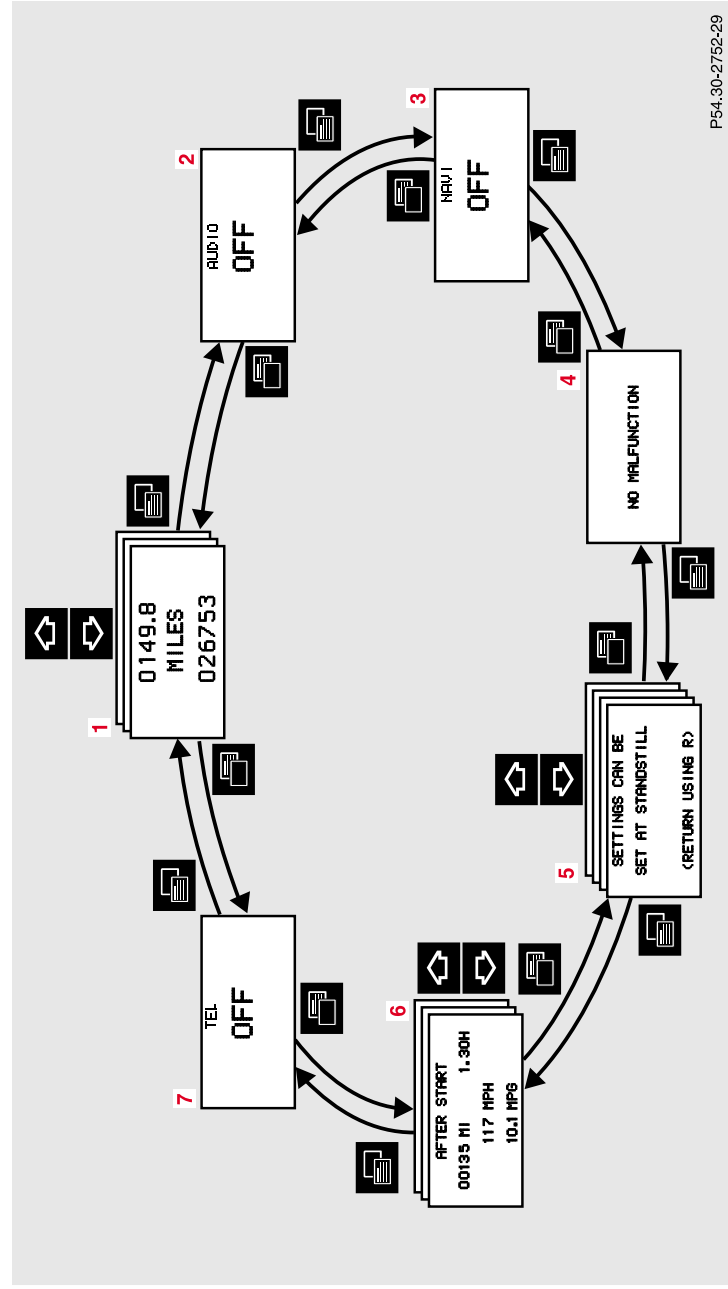 1
0149.8
MILES
026753
2
AUDIO
OFF
3
NAVI
OFF
4
NO MALFUNCTION
5
SETTINGS CAN BE
SET AT STANDSTILL
(RETURN USING R)
6
AFTER START
00135 MI 1.30H
117 MPH
10.1 MPG
7
TEL
OFF
P54.30-2752-29